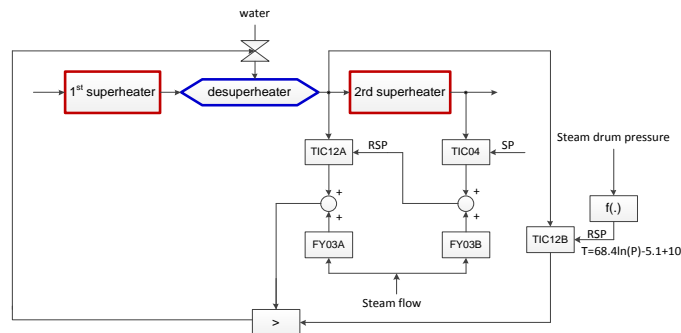 water
1st superheater
desuperheater
2rd superheater
Steam drum pressure
TIC12A
RSP
TIC04
SP
f(.)
+
+
RSP
TIC12B
+
+
T=68.4ln(P)-5.1+10
FY03A
FY03B
Steam flow
>